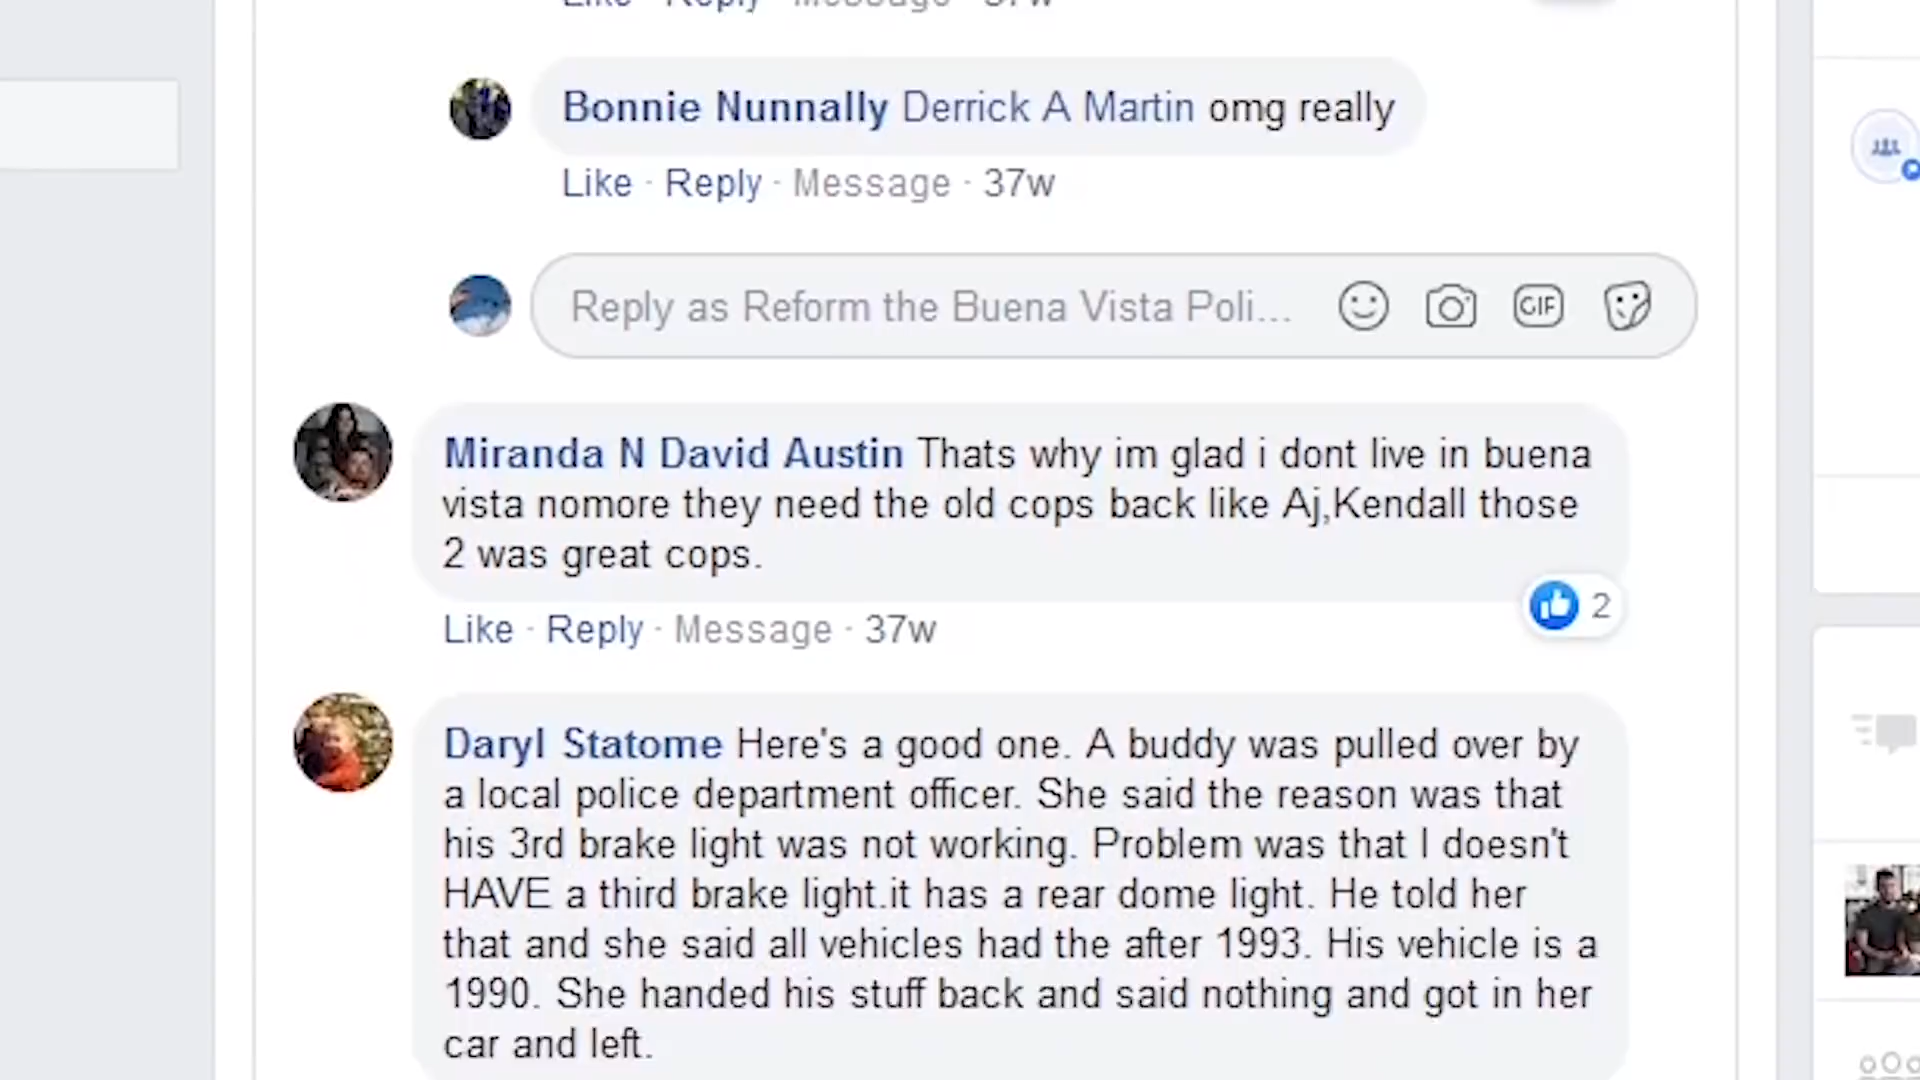 Like · Reply · Message · 37w
Bonnie Nunnally Derrick A Martin omg really
Like · Reply · Message · 37w
Reply as Reform the Buena Vista Poli...
GIF
Miranda N David Austin Thats why im glad i dont live in buena
vista nomore they need the old cops back like Aj,Kendall those
2 was great cops.
2
Like · Reply · Message · 37w
Daryl Statome Here's a good one. A buddy was pulled over by
a local police department officer. She said the reason was that
his 3rd brake light was not working. Problem was that I doesn't
HAVE a third brake light.it has a rear dome light. He told her
that and she said all vehicles had the after 1993. His vehicle is a
1990. She handed his stuff back and said nothing and got in her
car and left.